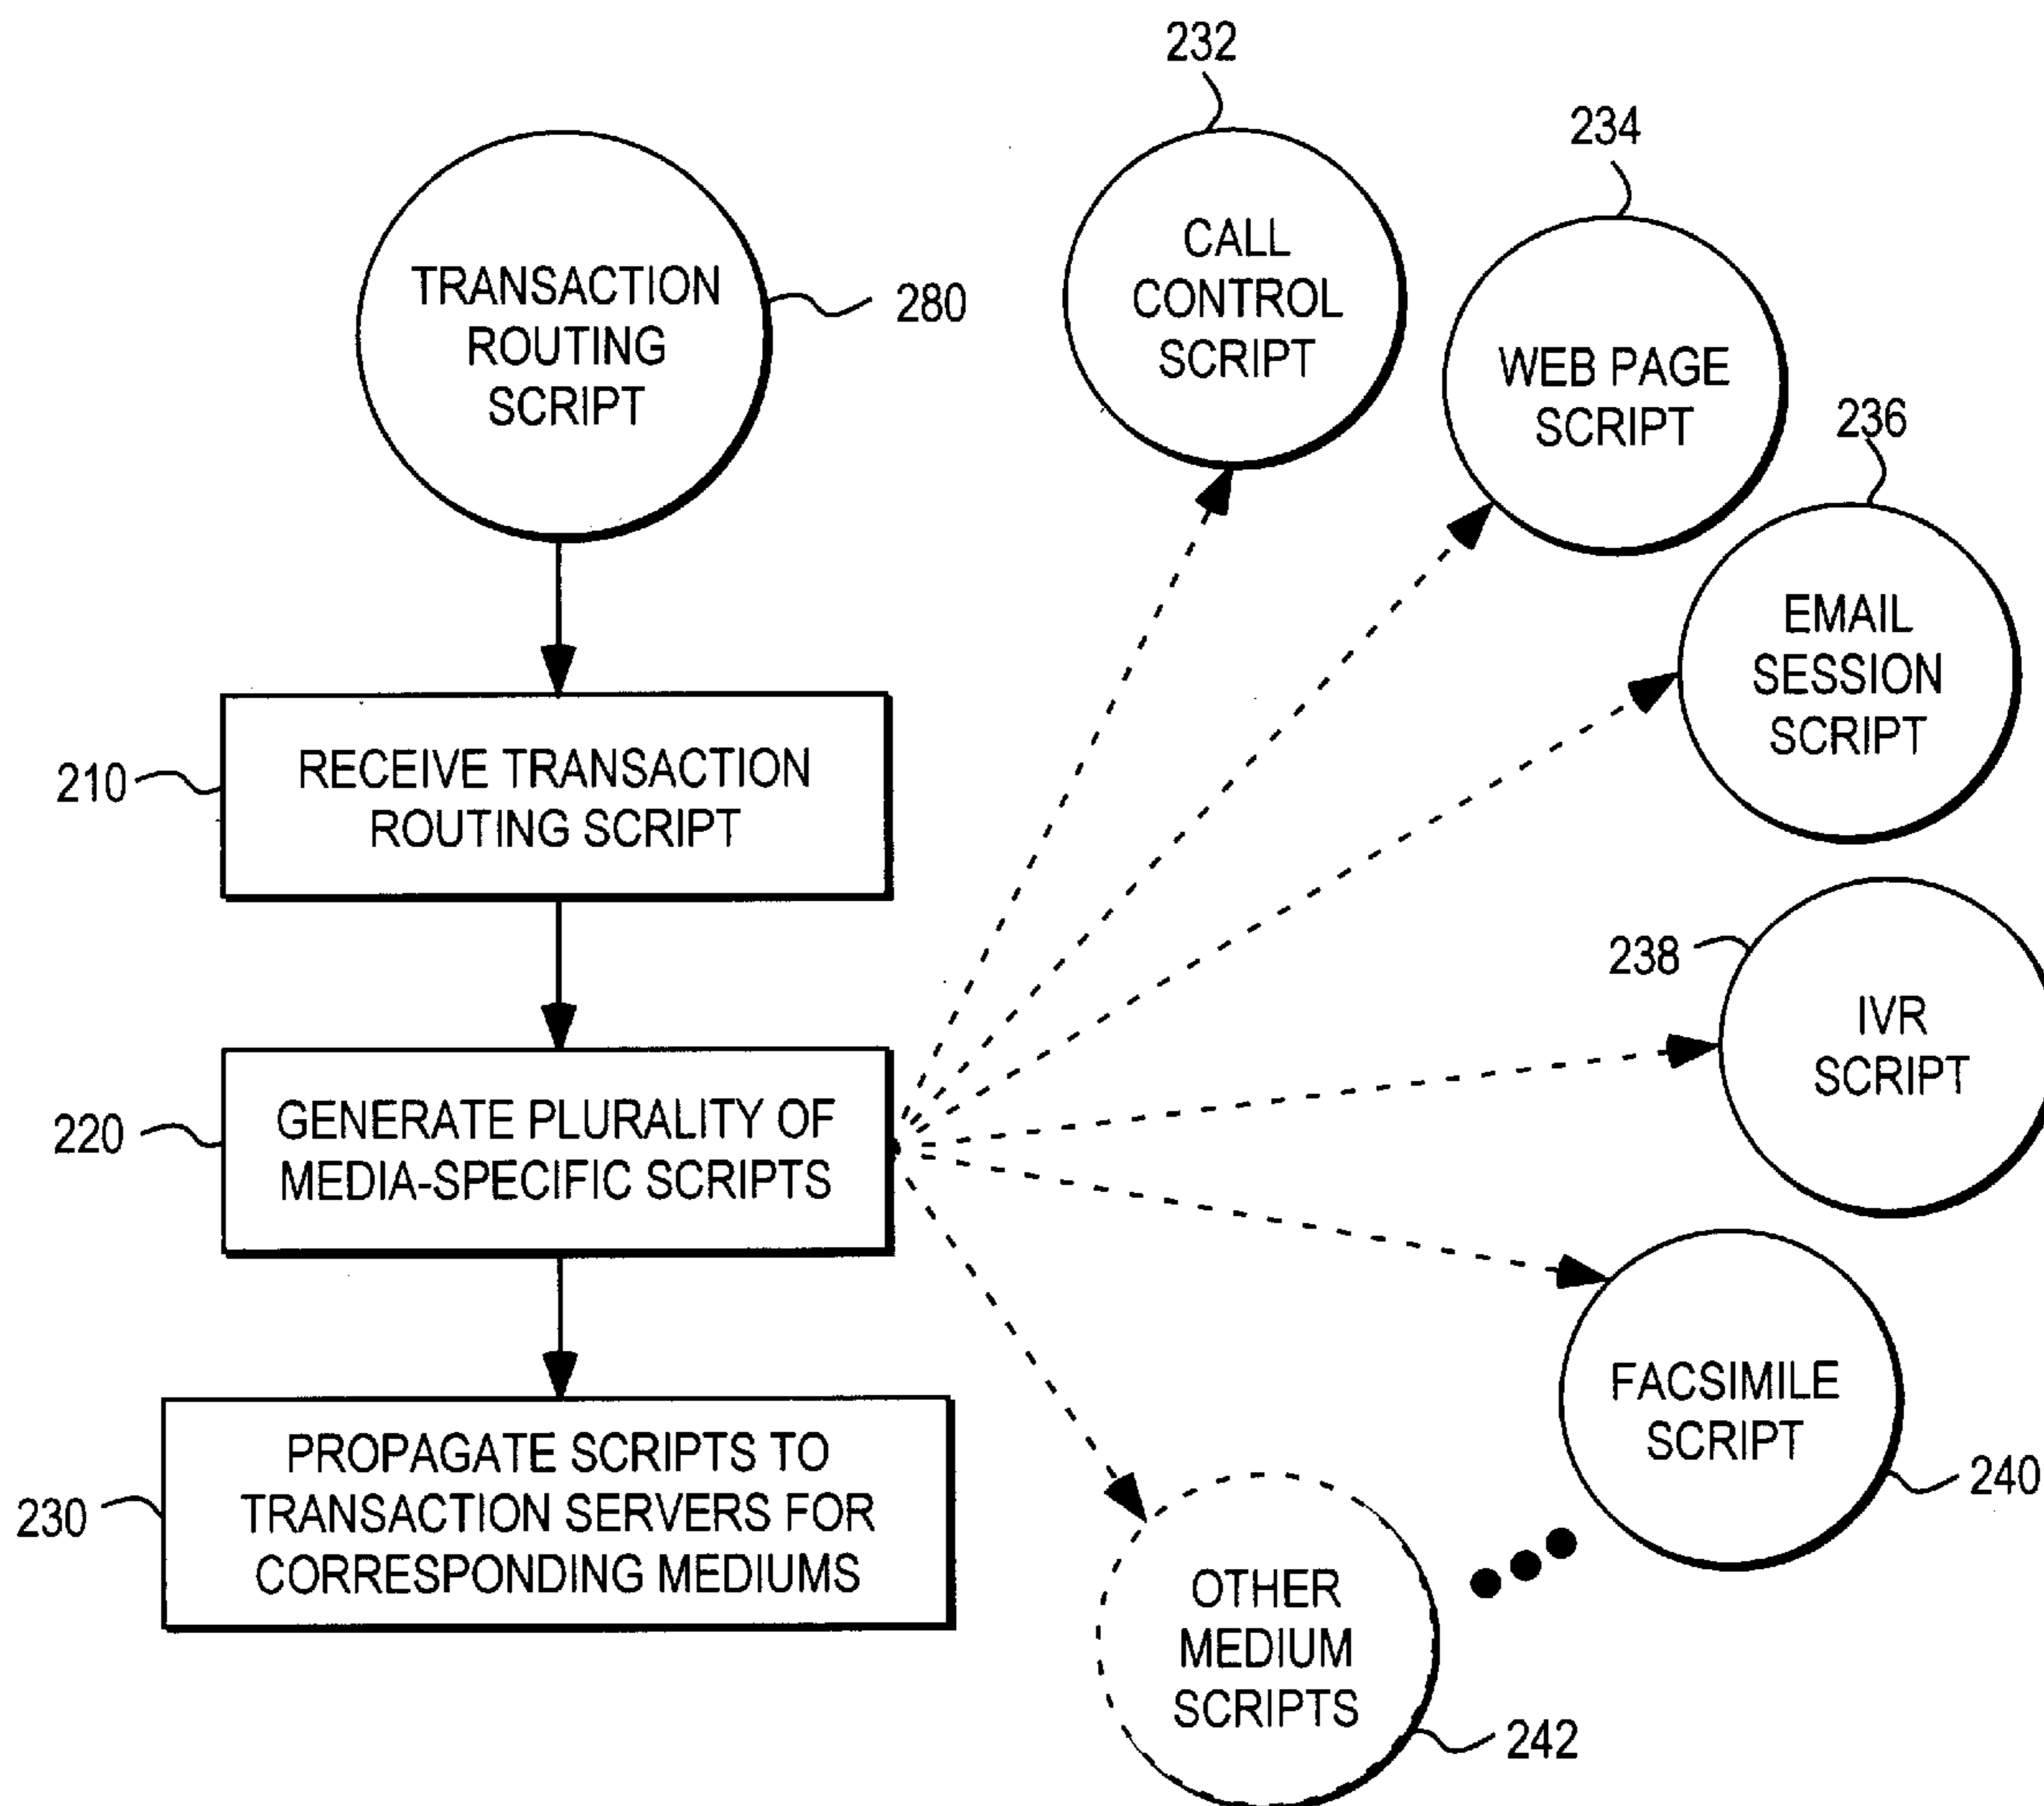 232
234
236
TRANSACTION
ROUTING
SCRIPT
280
CALL
CONTROL
SCRIPT
WEB PAGE
SCRIPT
EMAIL
SESSION
SCRIPT
210
RECEIVE TRANSACTION
ROUTING SCRIPT
238
IVR
SCRIPT
220
GENERATE PLURALITY OF
MEDIA-SPECIFIC SCRIPTS
FACSIMILE
SCRIPT
240
230
PROPAGATE SCRIPTS TO
TRANSACTION SERVERS FOR
CORRESPONDING MEDIUMS
OTHER
MEDIUM
SCRIPTS
242